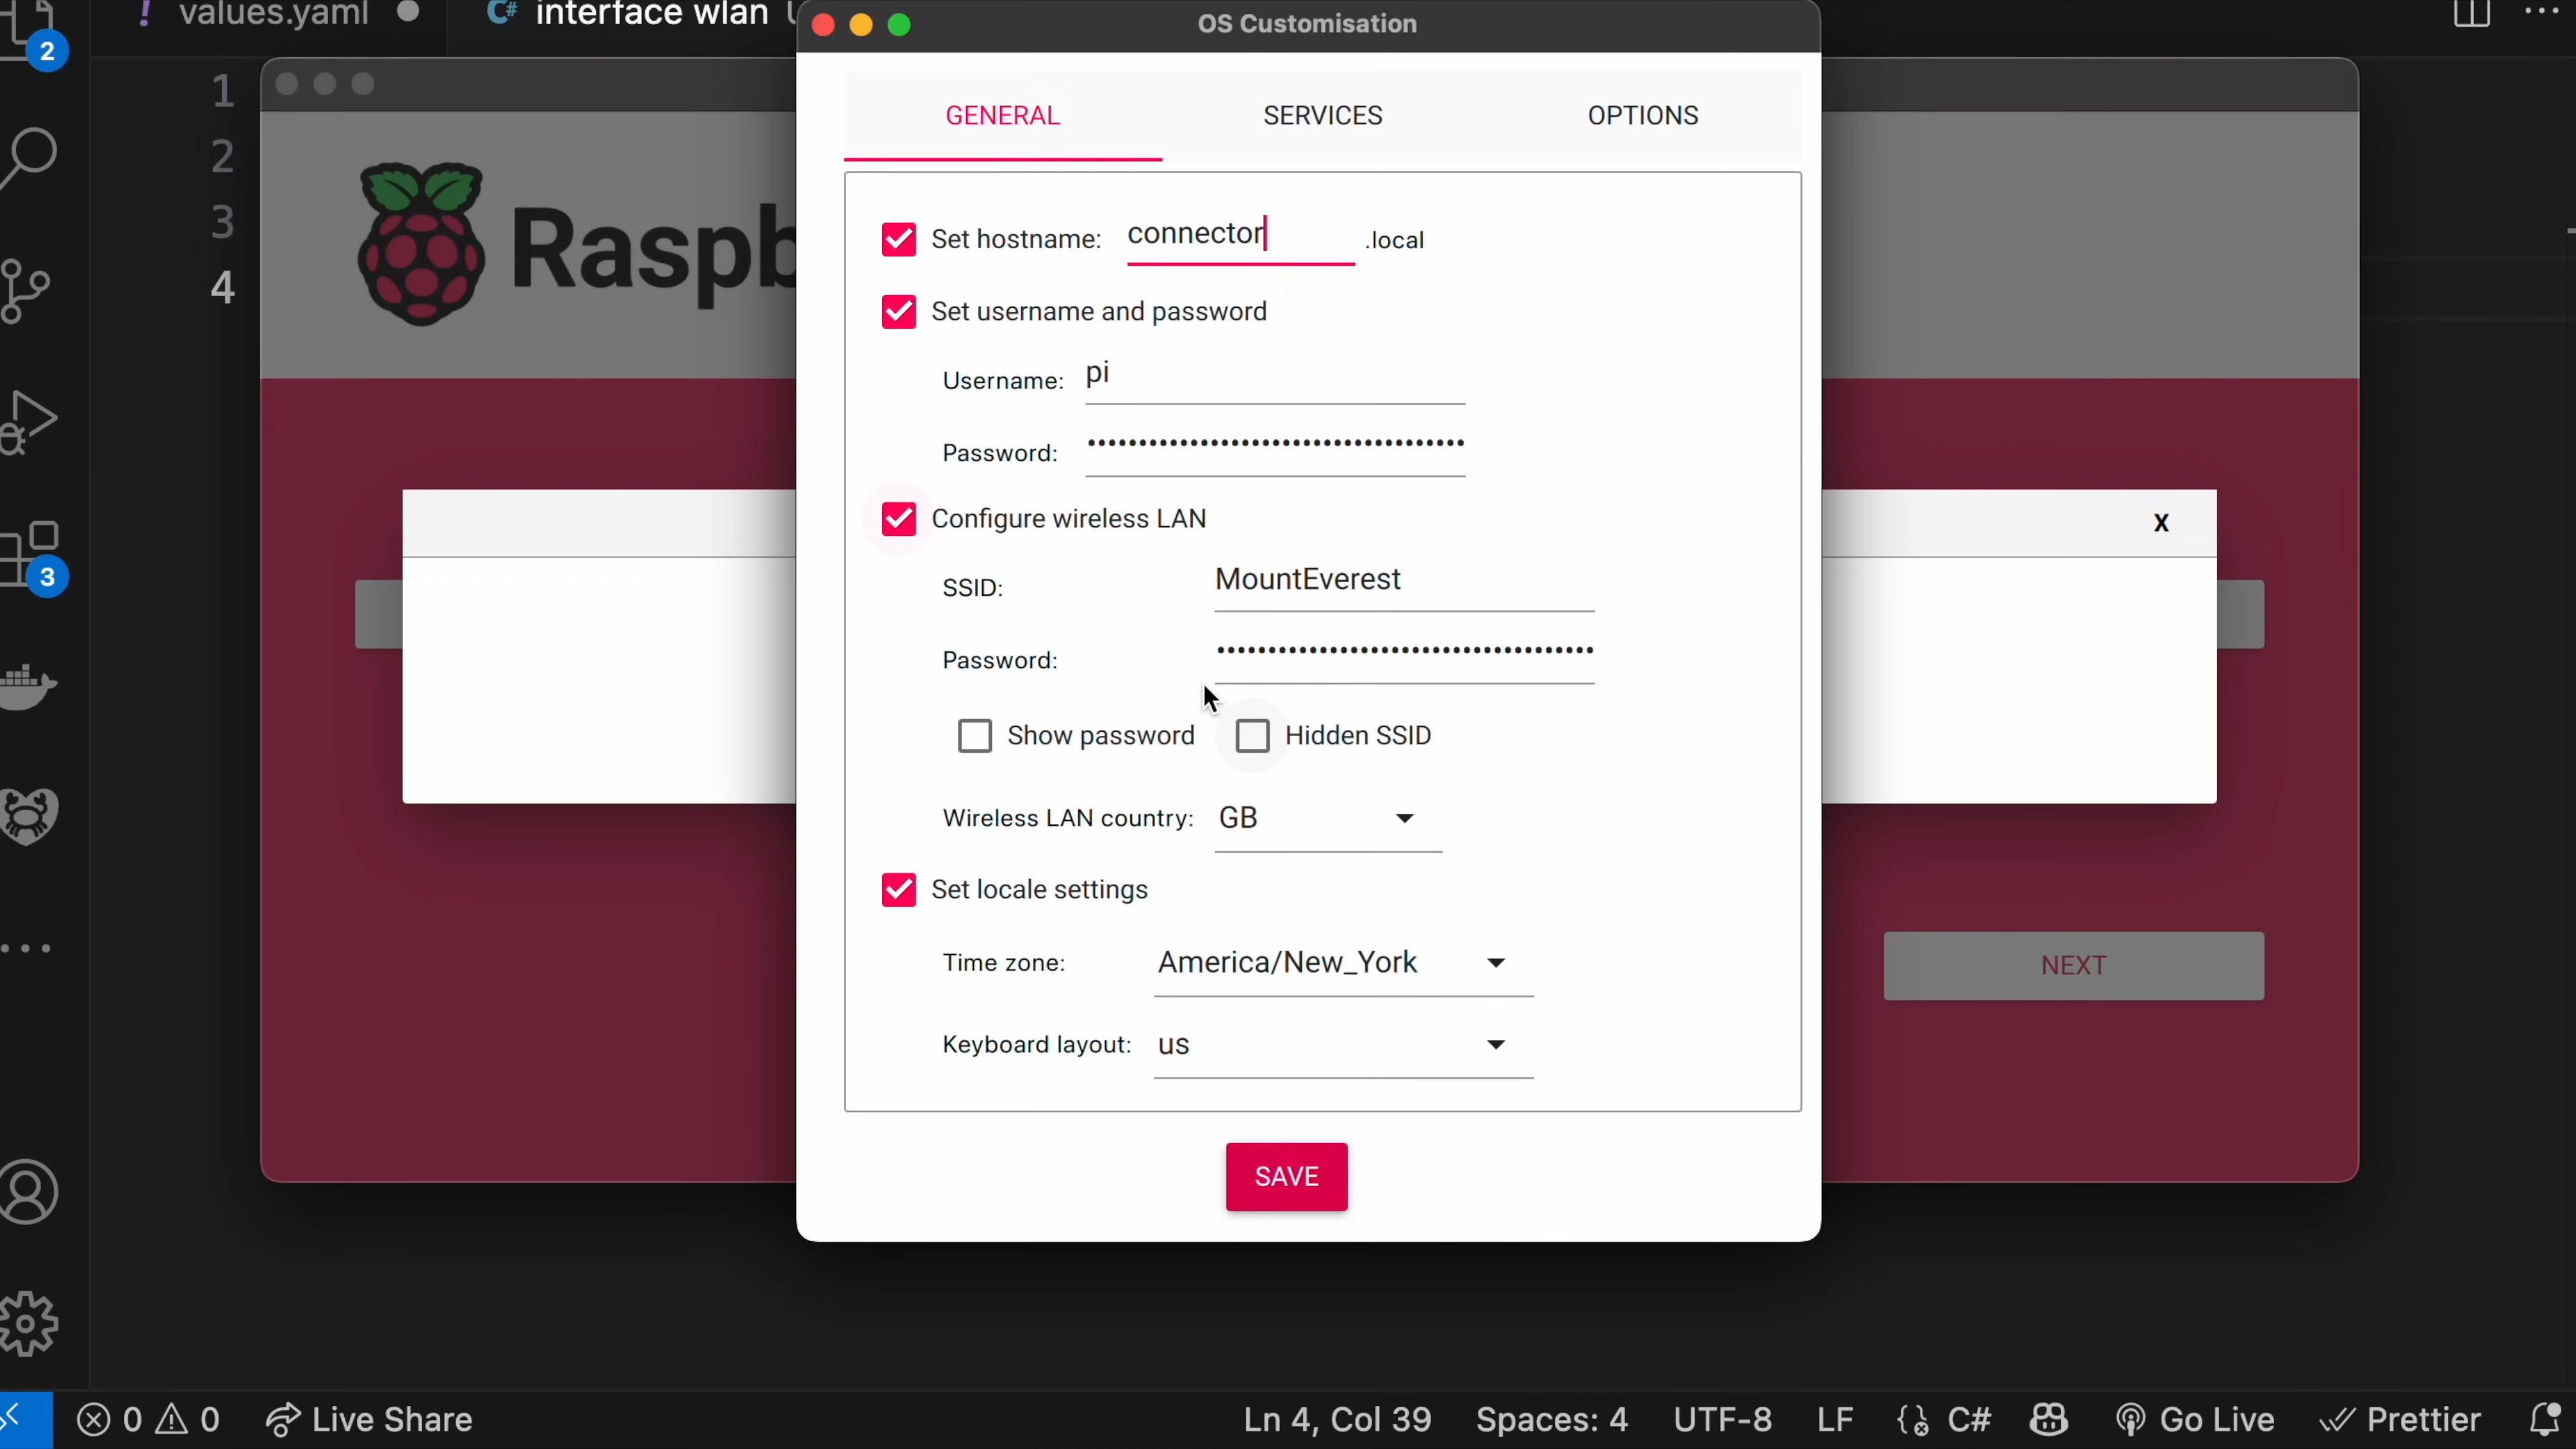 ! values.yaml
C# interface wlan
OS Customisation
2
1
2
3
4
Raspb
GENERAL
SERVICES
OPTIONS
Set hostname: connector .local
Set username and password
Username: pi
Password: ••••••••••••••••••••••••••••••••••••••
Configure wireless LAN
X
3
SSID: MountEverest
Password: ••••••••••••••••••••••••••••••••••••••
Show password
Hidden SSID
Wireless LAN country: GB
Set locale settings
Time zone: America/New_York
NEXT
Keyboard layout: us
SAVE
0 0 Live Share
Ln 4, Col 39 Spaces: 4 UTF-8 LF {} C# Go Live Prettier